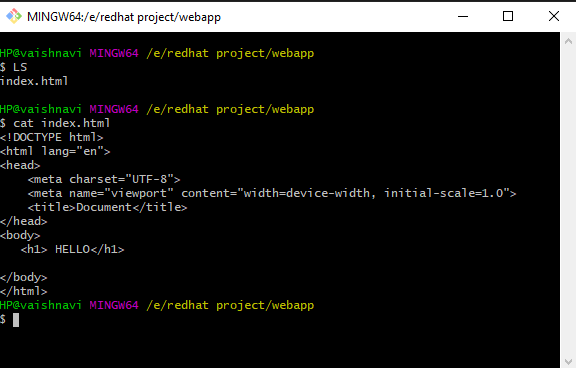 MINGW64:/e/redhat project/webapp
HP@vaishnavi MINGW64 /e/redhat project/webapp
$ LS
index.html
HP@vaishnavi MINGW64 /e/redhat project/webapp
$ cat index.html
<!DOCTYPE html>
<html lang="en">
<head>
    <meta charset="UTF-8">
    <meta name="viewport" content="width=device-width, initial-scale=1.0">
    <title>Document</title>
</head>
<body>
   <h1> HELLO</h1>

</body>
</html>
HP@vaishnavi MINGW64 /e/redhat project/webapp
$